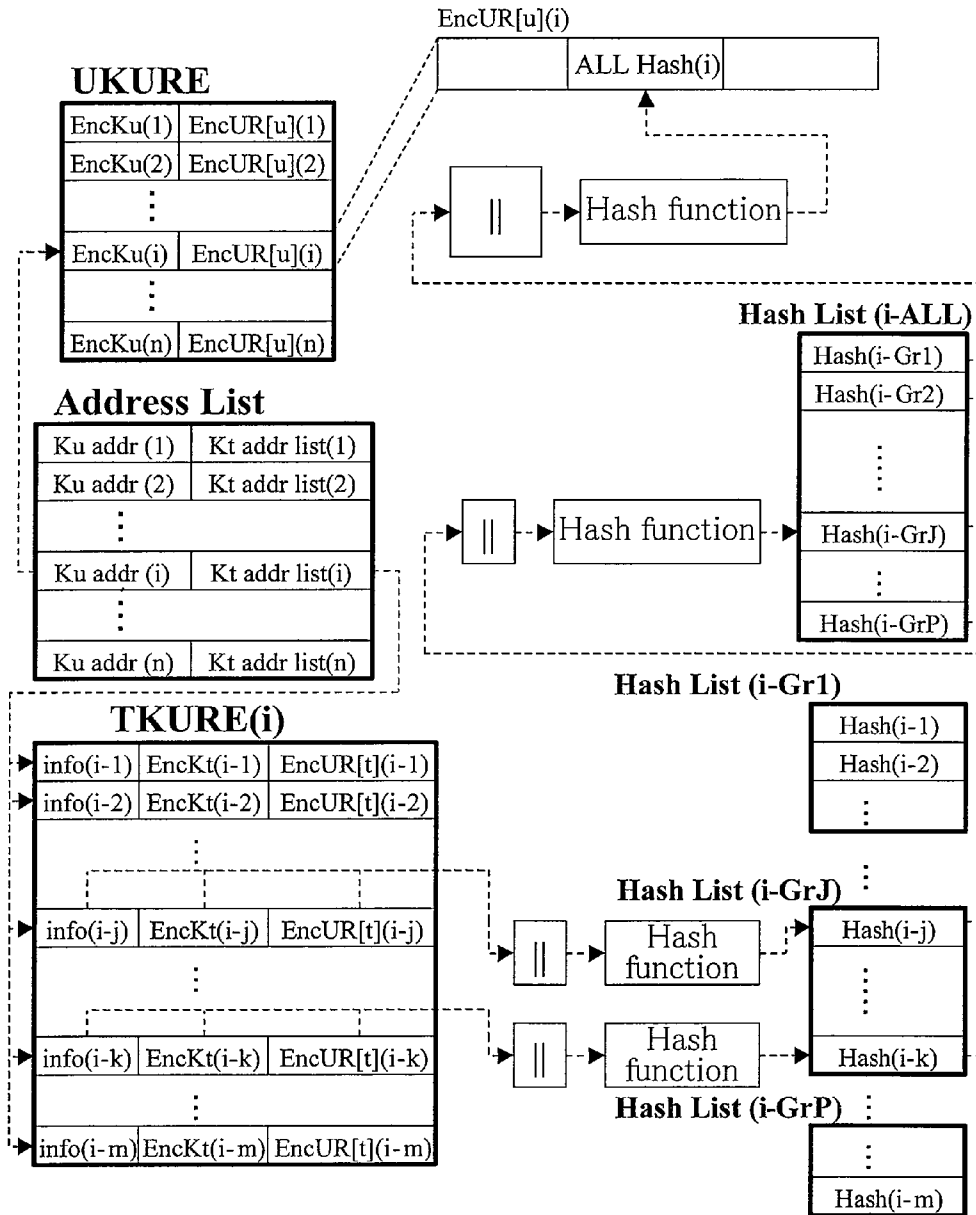 EncUR[u](i)
ALL Hash(i)
UKURE
EncKu(1) EncUR[u](1)
EncKu(2) EncUR[u](2)
⋮
EncKu(i) EncUR[u](i)
⋮
EncKu(n) EncUR[u](n)
|| Hash function
Hash List (i-ALL)
Hash(i-Gr1)
Hash(i-Gr2)
⋮
Hash(i-GrJ)
⋮
Hash(i-GrP)
|| Hash function
Address List
Ku addr (1) Kt addr list(1)
Ku addr (2) Kt addr list(2)
⋮
Ku addr (i) Kt addr list(i)
⋮
Ku addr (n) Kt addr list(n)
Hash List (i-Gr1)
Hash(i-1)
Hash(i-2)
⋮
⋮
TKURE(i)
info(i-1) EncKt(i-1) EncUR[t](i-1)
info(i-2) EncKt(i-2) EncUR[t](i-2)
⋮
info(i-j) EncKt(i-j) EncUR[t](i-j)
⋮
info(i-k) EncKt(i-k) EncUR[t](i-k)
⋮
info(i-m) EncKt(i-m) EncUR[t](i-m)
|| Hash
function
|| Hash
function
Hash List (i-GrJ)
Hash(i-j)
⋮
Hash(i-k)
Hash List (i-GrP)
⋮
⋮
Hash(i-m)